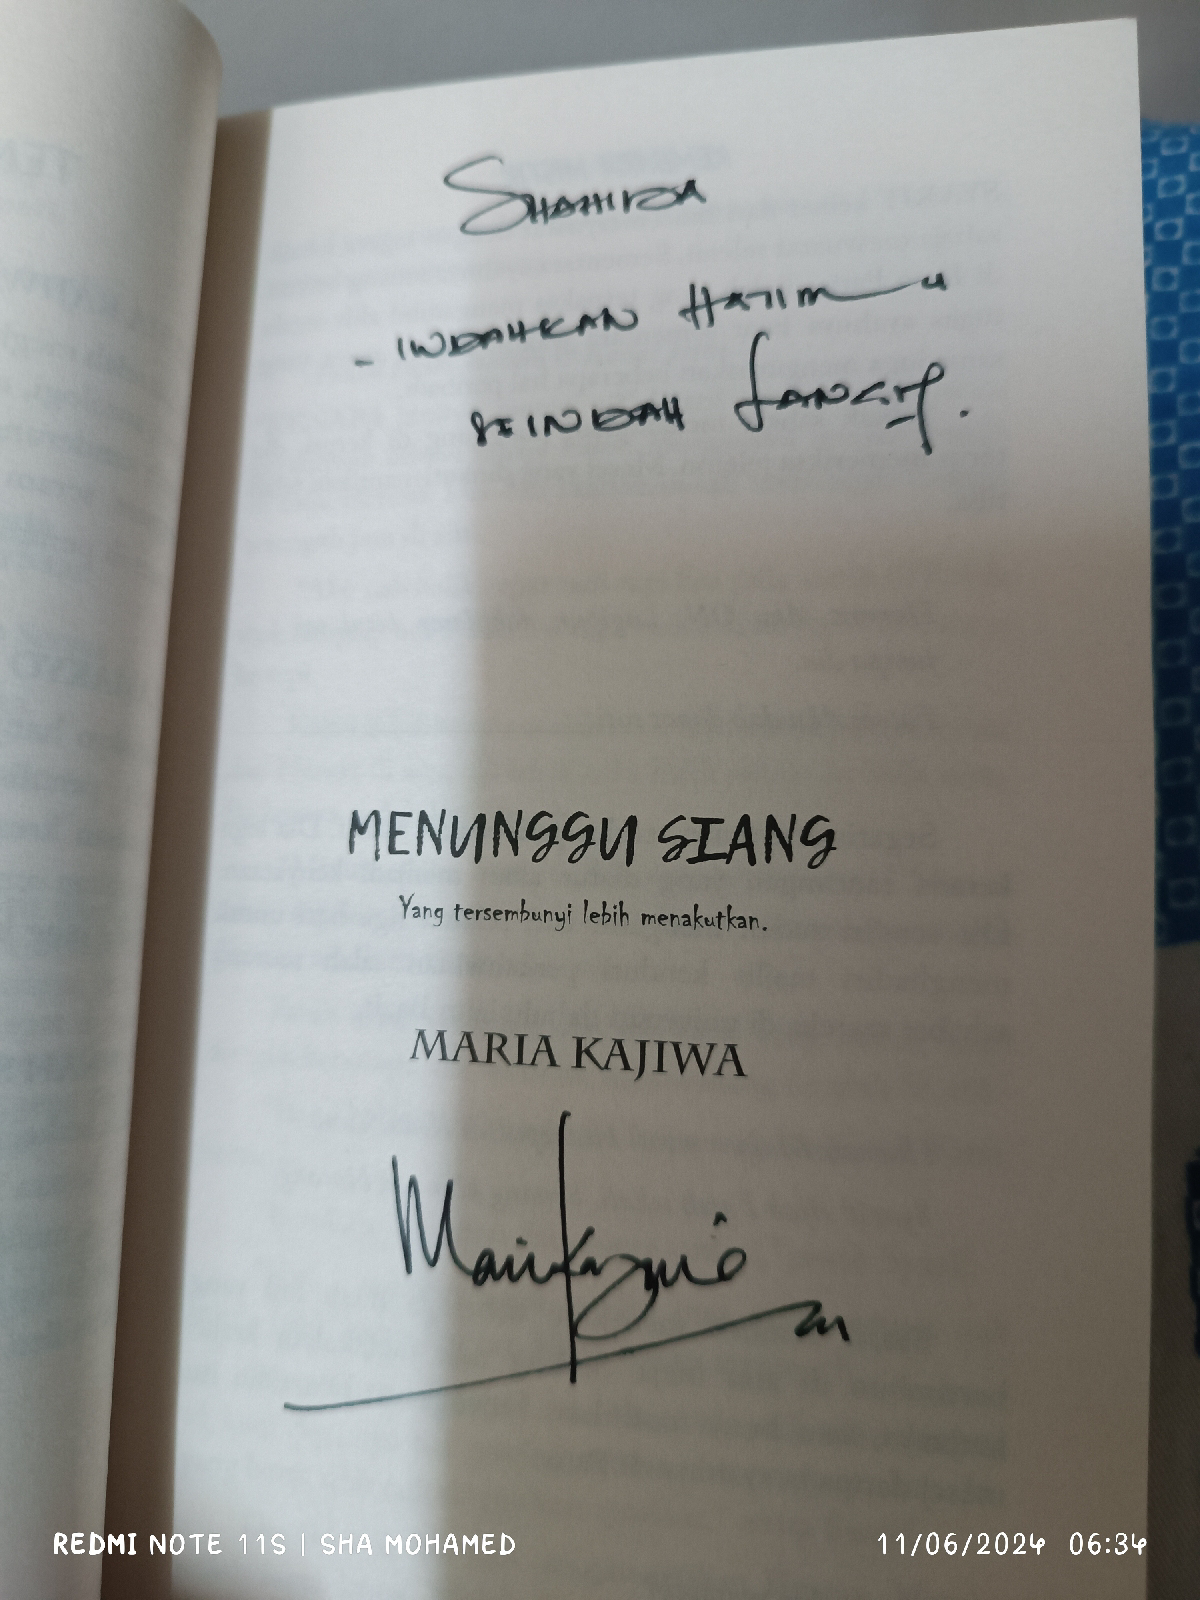 SHAHIDA
- INDAHKAN HATIMU
SEINDAH LANGIT.
MENUNGGU SIANG
Yang tersembunyi lebih menakutkan.
MARIA KAJIWA
REDMI NOTE 11S | SHA MOHAMED
11/06/2024 06:34